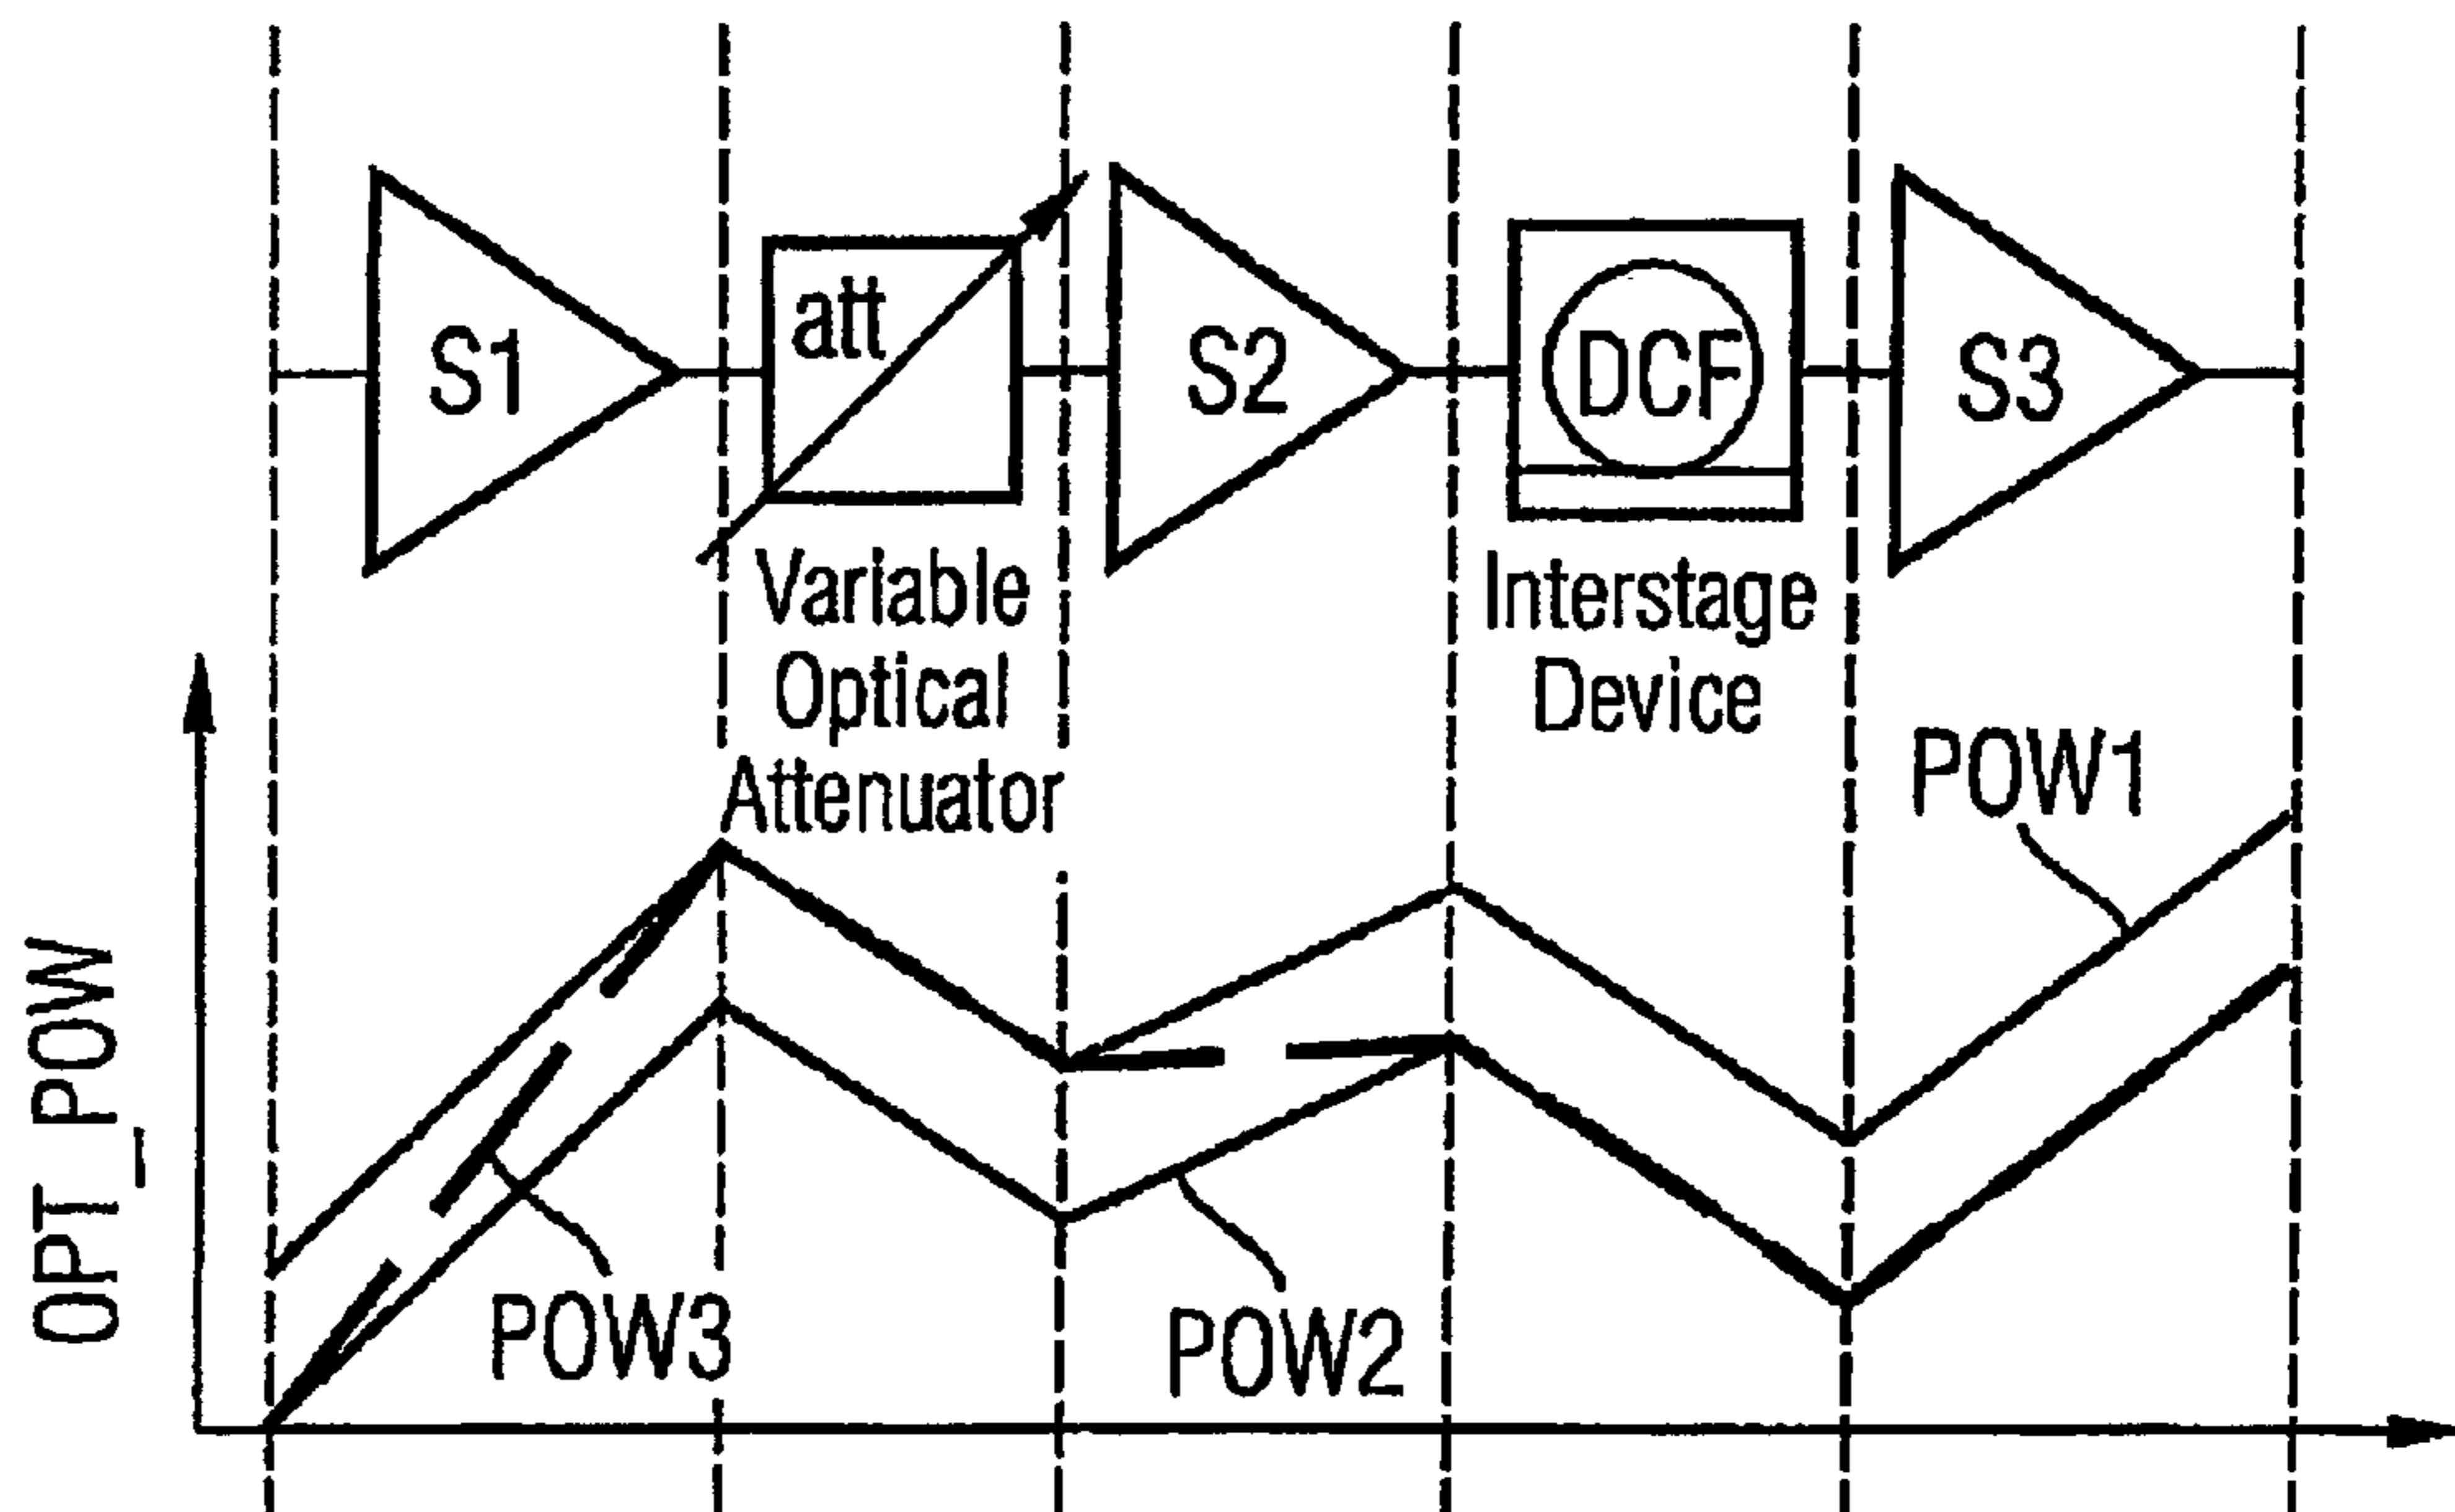 S1
att
S2
DCF
S3
Variable
Optical
Attenuator
Interstage
Device
POW1
OPT_POW
POW3
POW2